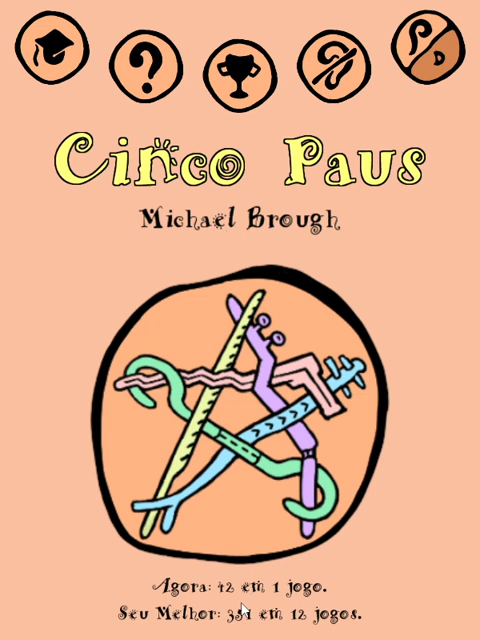 ?
P
D
Cinco Paus
Michael Brough
Agora: 42 em 1 jogo.
Seu Melhor: em 12 jogos.